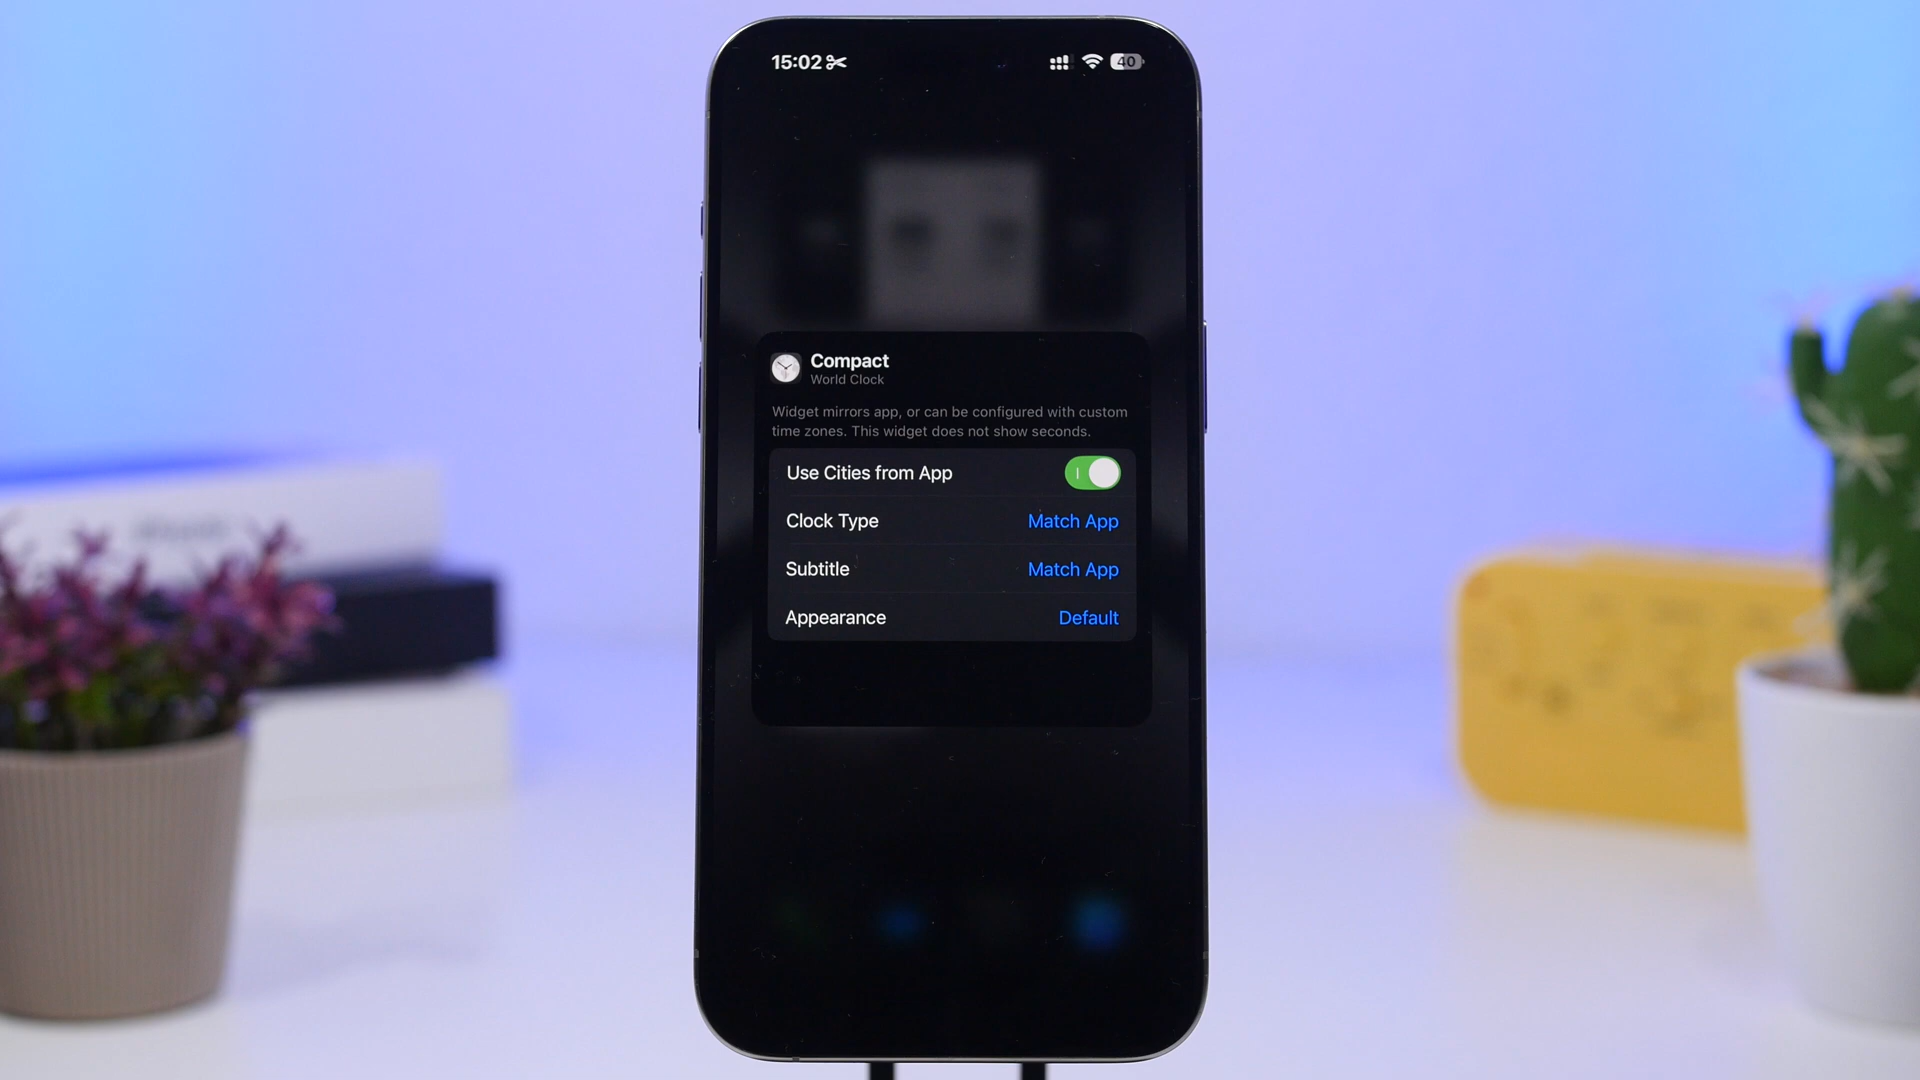 15:02
40
Compact
World Clock
Widget mirrors app, or can be configured with custom
time zones. This widget does not show seconds.
Use Cities from App
Clock Type Match App
Subtitle Match App
Appearance Default